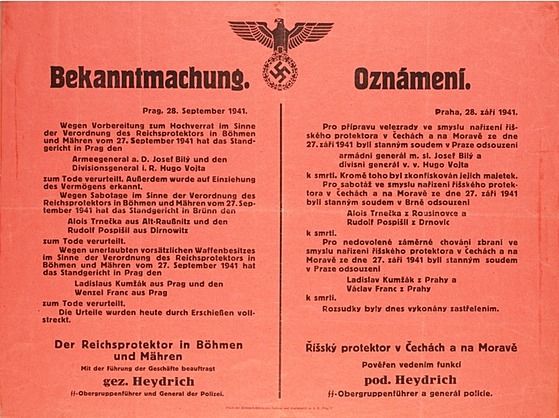 Bekanntmachung.
Prag, 28. September 1941.
Wegen Vorbereitung zum Hochverrat im Sinne
der Verordnung des Reichsprotektors in Böhmen
und Mähren vom 27. September 1941 hat das Stand-
gericht in Prag den
Armeegeneral a. D. Josef Bílý und den
Divisionsgeneral i. R. Hugo Vojta
zum Tode verurteilt. Außerdem wurde auf Einziehung
des Vermögens erkannt.
Wegen Sabotage im Sinne der Verordnung des
Reichsprotektors in Böhmen und Mähren vom 27. Sep-
tember 1941 hat das Standgericht in Brünn den
Alois Trnečka aus Alt-Raußnitz und den
Rudolf Pospíšil aus Dirnowitz
zum Tode verurteilt.
Wegen unerlaubten vorsätzlichen Waffenbesitzes
im Sinne der Verordnung des Reichsprotektors in
Böhmen und Mähren vom 27. September 1941 hat
das Standgericht in Prag den
Ladislaus Kumžák aus Prag und den
Wenzel Franc aus Prag
zum Tode verurteilt.
Die Urteile wurden heute durch Erschießen voll-
streckt.
Der Reichsprotektor in Böhmen
und Mähren
Mit der Führung der Geschäfte beauftragt
gez. Heydrich
SS-Obergruppenführer und General der Polizei.
Oznámení.
Praha, 28. září 1941.
Pro přípravu velezrady ve smyslu nařízení říš-
ského protektora v Čechách a na Moravě ze dne
27. září 1941 byli stanným soudem v Praze odsouzeni
armádní generál m. sl. Josef Bílý a
divisní generál v. v. Hugo Vojta
k smrti. Kromě toho byl zkonfiskován jejich majetek.
Pro sabotáž ve smyslu nařízení říšského protek-
tora v Čechách a na Moravě ze dne 27. září 1941
byli stanným soudem v Brně odsouzeni
Alois Trnečka z Rousinovce a
Rudolf Pospíšil z Drnovic
k smrti.
Pro nedovolené záměrné chování zbraní ve
smyslu nařízení říšského protektora v Čechách a na
Moravě ze dne 27. září 1941 byli stanným soudem
v Praze odsouzeni
Ladislav Kumžák z Prahy a
Václav Franc z Prahy
k smrti.
Rozsudky byly dnes vykonány zastřelením.
Říšský protektor v Čechách a na Moravě
Pověřen vedením funkcí
pod. Heydrich
SS-Obergruppenführer a generál policie.